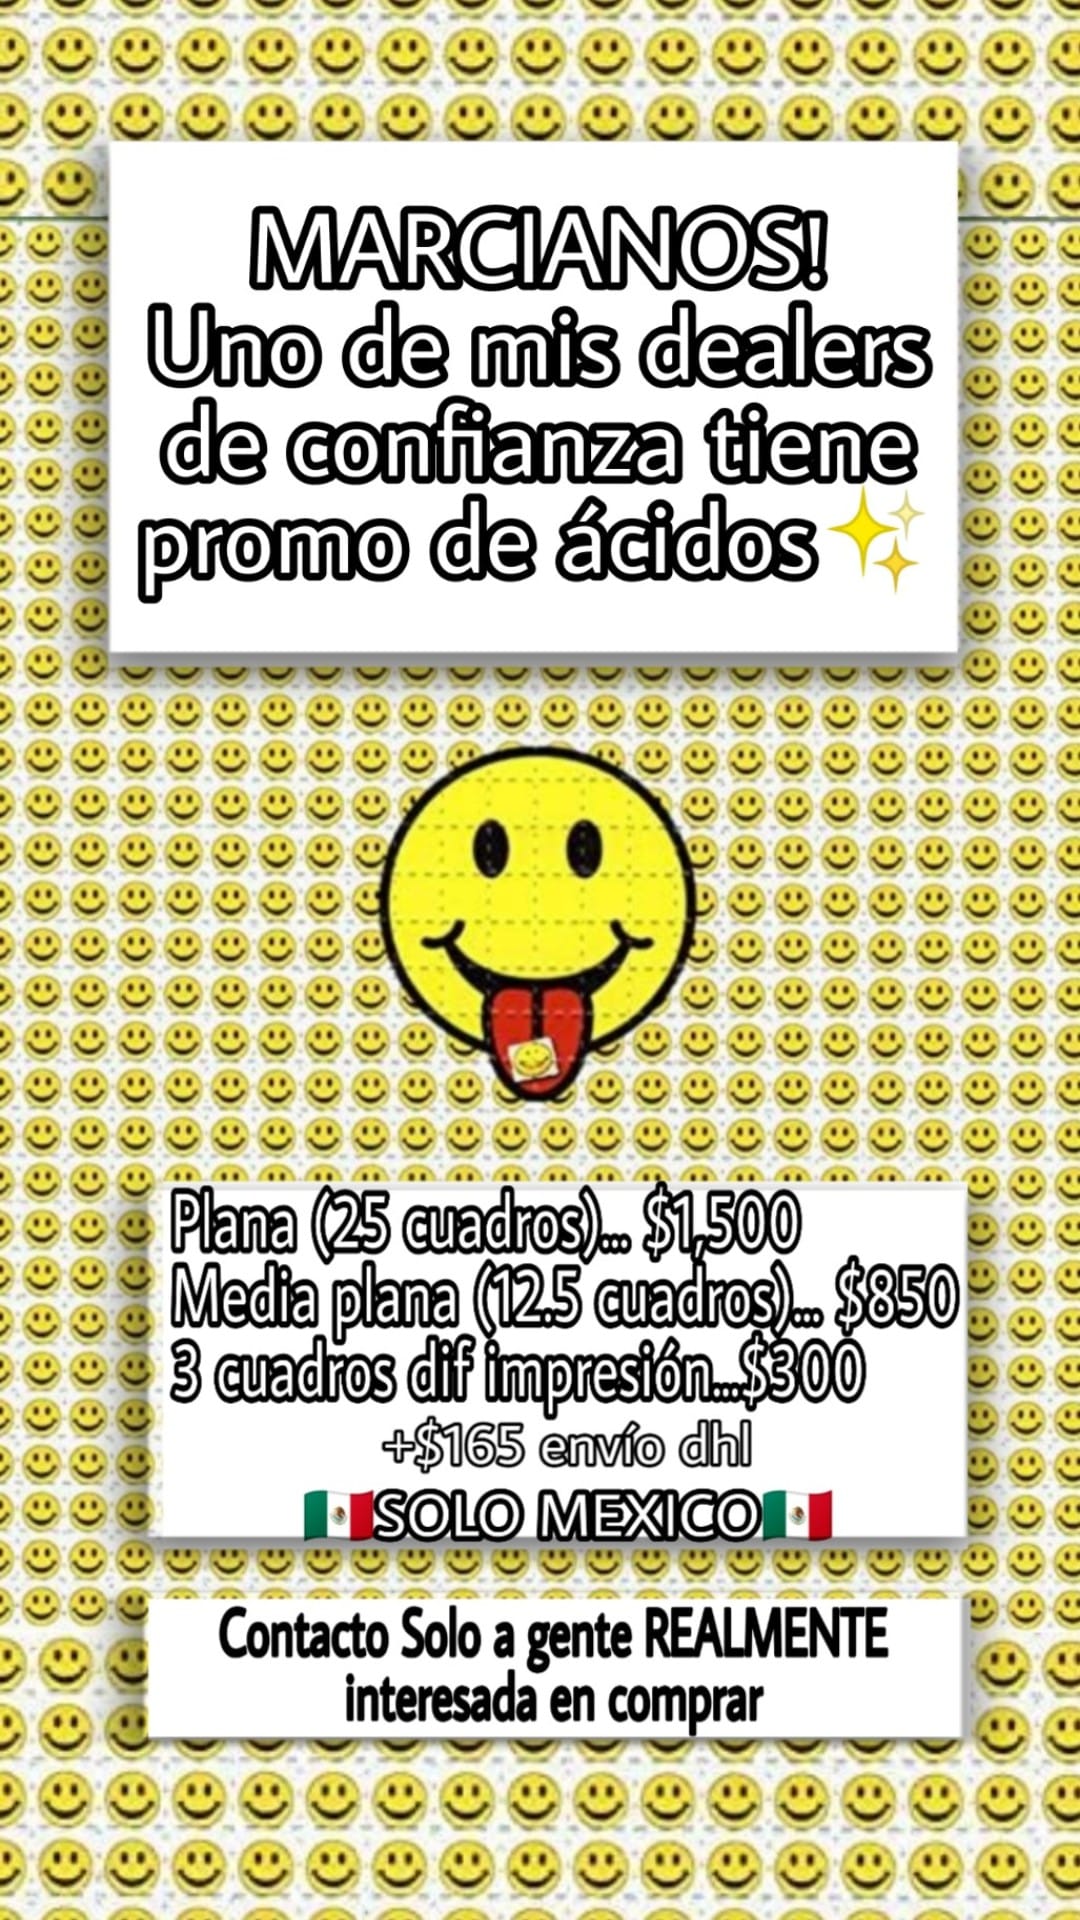 MARCIANOS!
Uno de mis dealers
de confianza tiene
promo de ácidos✨
Plana (25 cuadros)... $1,500
Media plana (12.5 cuadros)... $850
3 cuadros dif impresión...$300
+$165 envío dhl
🇲🇽SOLO MEXICO🇲🇽
Contacto Solo a gente REALMENTE
interesada en comprar